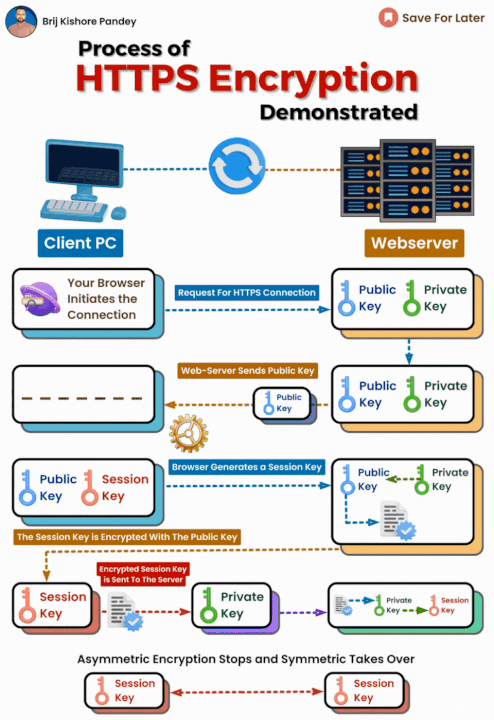 Brij Kishore Pandey
Save For Later
Process of
HTTPS Encryption
Demonstrated
Client PC
Webserver
Your Browser
Initiates the
Connection
Request For HTTPS Connection
Public
Key
Private
Key
Web-Server Sends Public Key
Public
Key
Public
Key
Private
Key
Browser Generates a Session Key
Public
Key
Session
Key
Public
Key
Private
Key
The Session Key is Encrypted With The Public Key
Session
Key
Encrypted Session Key
is Sent To The Server
Private
Key
Private
Key
Session
Key
Asymmetric Encryption Stops and Symmetric Takes Over
Session
Key
Session
Key